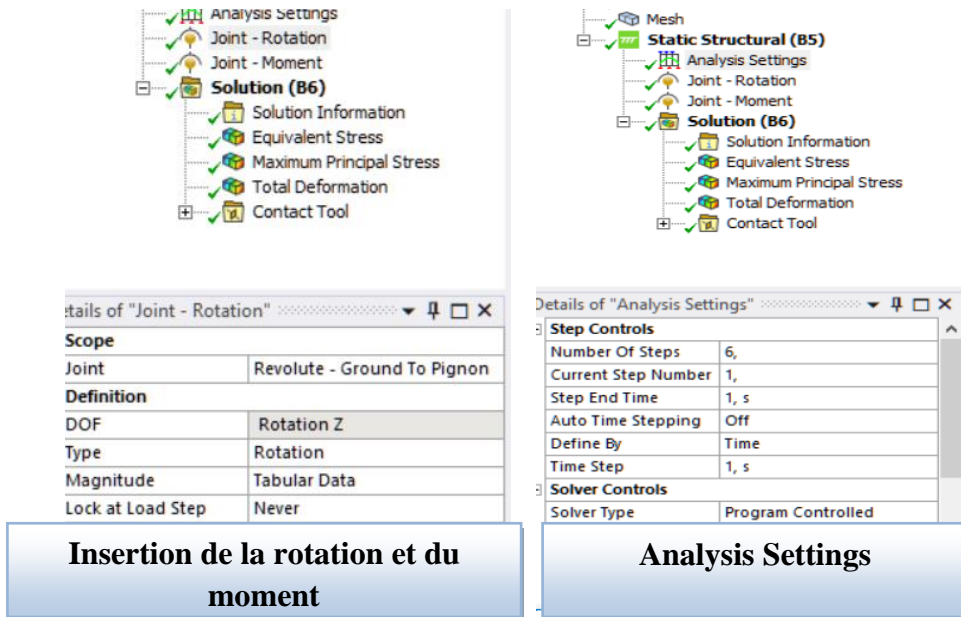 Analysis Settings
Joint - Rotation
Joint - Moment
Solution (B6)
Solution Information
Equivalent Stress
Maximum Principal Stress
Total Deformation
Contact Tool
etails of "Joint - Rotation"
Scope
Joint Revolute - Ground To Pignon
Definition
DOF Rotation Z
Type Rotation
Magnitude Tabular Data
Lock at Load Step Never
Insertion de la rotation et du
moment
Mesh
Static Structural (B5)
Analysis Settings
Joint - Rotation
Joint - Moment
Solution (B6)
Solution Information
Equivalent Stress
Maximum Principal Stress
Total Deformation
Contact Tool
Details of "Analysis Settings"
Step Controls
Number Of Steps 6,
Current Step Number 1,
Step End Time 1, s
Auto Time Stepping Off
Define By Time
Time Step 1, s
Solver Controls
Solver Type Program Controlled
Analysis Settings